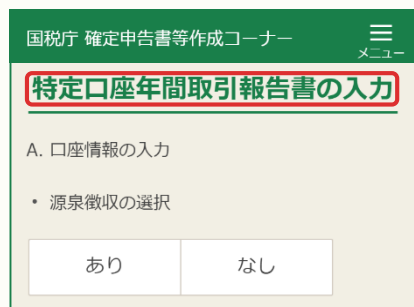 国税庁 確定申告書等作成コーナー
メニュー
特定口座年間取引報告書の入力
A. 口座情報の入力
・ 源泉徴収の選択
あり なし